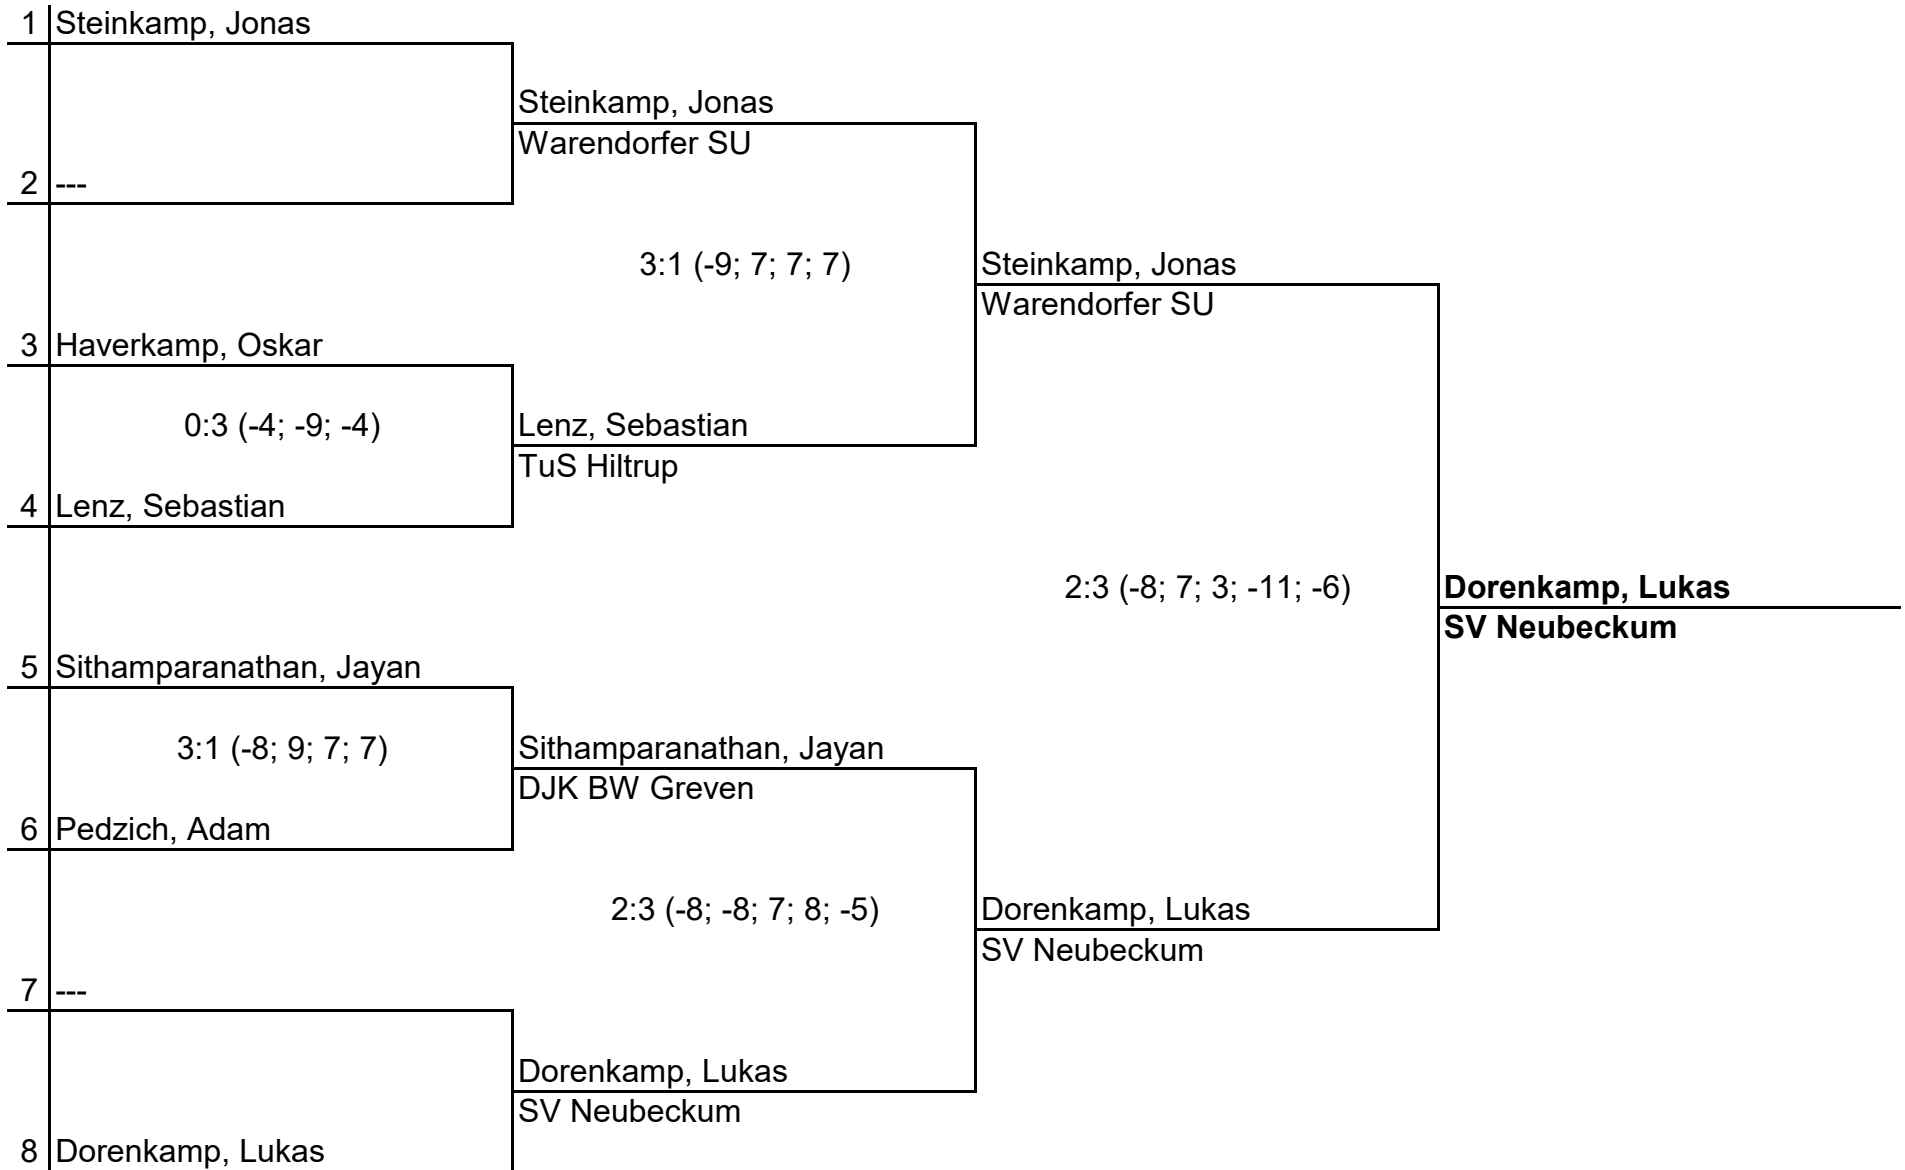 1 Steinkamp, Jonas
Steinkamp, Jonas
Warendorfer SU
2 ---
3:1 (-9; 7; 7; 7)
Steinkamp, Jonas
Warendorfer SU
3 Haverkamp, Oskar
0:3 (-4; -9; -4)
Lenz, Sebastian
TuS Hiltrup
4 Lenz, Sebastian
2:3 (-8; 7; 3; -11; -6)
Dorenkamp, Lukas
SV Neubeckum
5 Sithamparanathan, Jayan
3:1 (-8; 9; 7; 7)
Sithamparanathan, Jayan
DJK BW Greven
6 Pedzich, Adam
2:3 (-8; -8; 7; 8; -5)
Dorenkamp, Lukas
SV Neubeckum
7 ---
Dorenkamp, Lukas
SV Neubeckum
8 Dorenkamp, Lukas